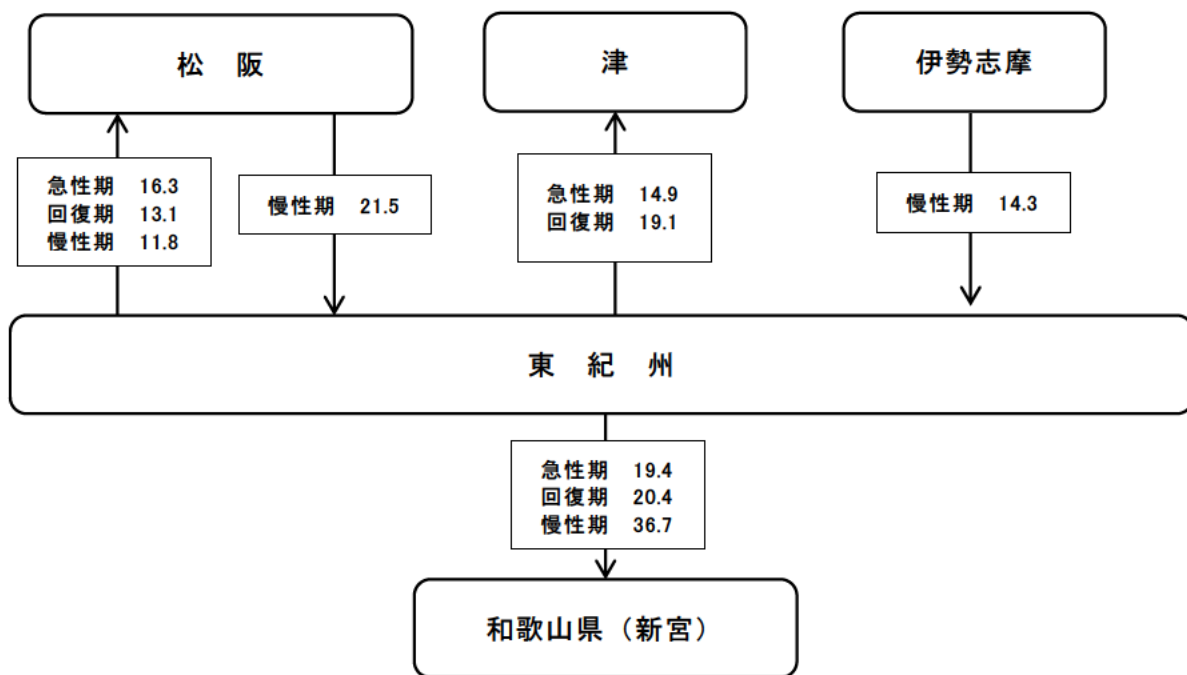 松　阪
津
伊勢志摩
急性期　16.3
回復期　13.1
慢性期　11.8
慢性期　21.5
急性期　14.9
回復期　19.1
慢性期　14.3
東　紀　州
急性期　19.4
回復期　20.4
慢性期　36.7
和歌山県（新宮）